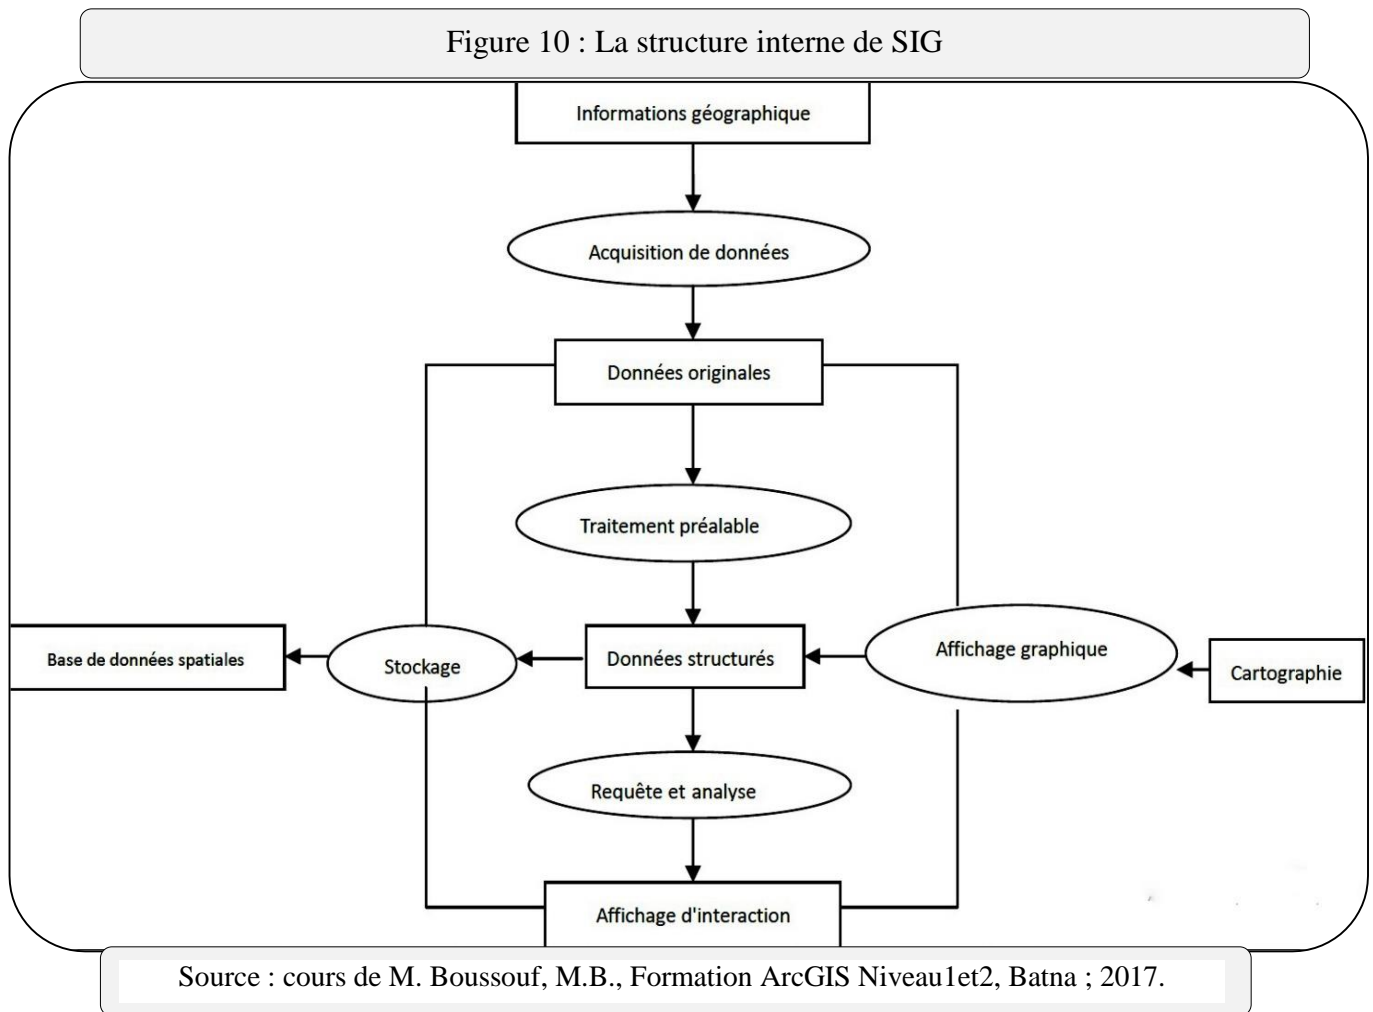 Figure 10 : La structure interne de SIG
Informations géographique
Acquisition de données
Données originales
Traitement préalable
Base de données spatiales
Stockage
Données structurés
Affichage graphique
Cartographie
Requête et analyse
Affichage d'interaction
Source : cours de M. Boussouf, M.B., Formation ArcGIS Niveau1et2, Batna ; 2017.